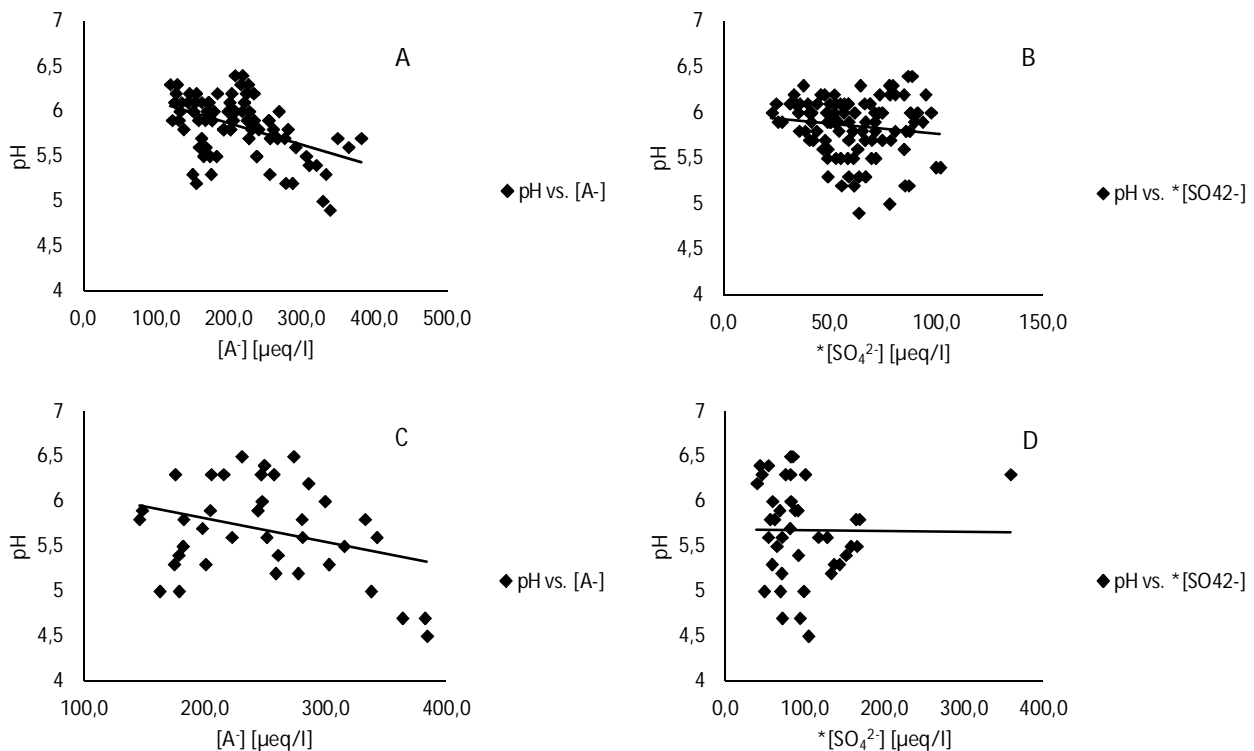 A
7
6,5
6
5,5
5
4,5
4
pH
0,0 100,0 200,0 300,0 400,0 500,0
[A-] [µeq/l]
pH vs. [A-]
B
7
6,5
6
5,5
5
4,5
4
pH
0,0 50,0 100,0 150,0
*[SO₄²-] [µeq/l]
pH vs. *[SO42-]
C
7
6,5
6
5,5
5
4,5
4
pH
100,0 200,0 300,0 400,0
[A-] [µeq/l]
pH vs. [A-]
D
7
6,5
6
5,5
5
4,5
4
pH
0,0 100,0 200,0 300,0 400,0
*[SO₄²-] [µeq/l]
pH vs. *[SO42-]